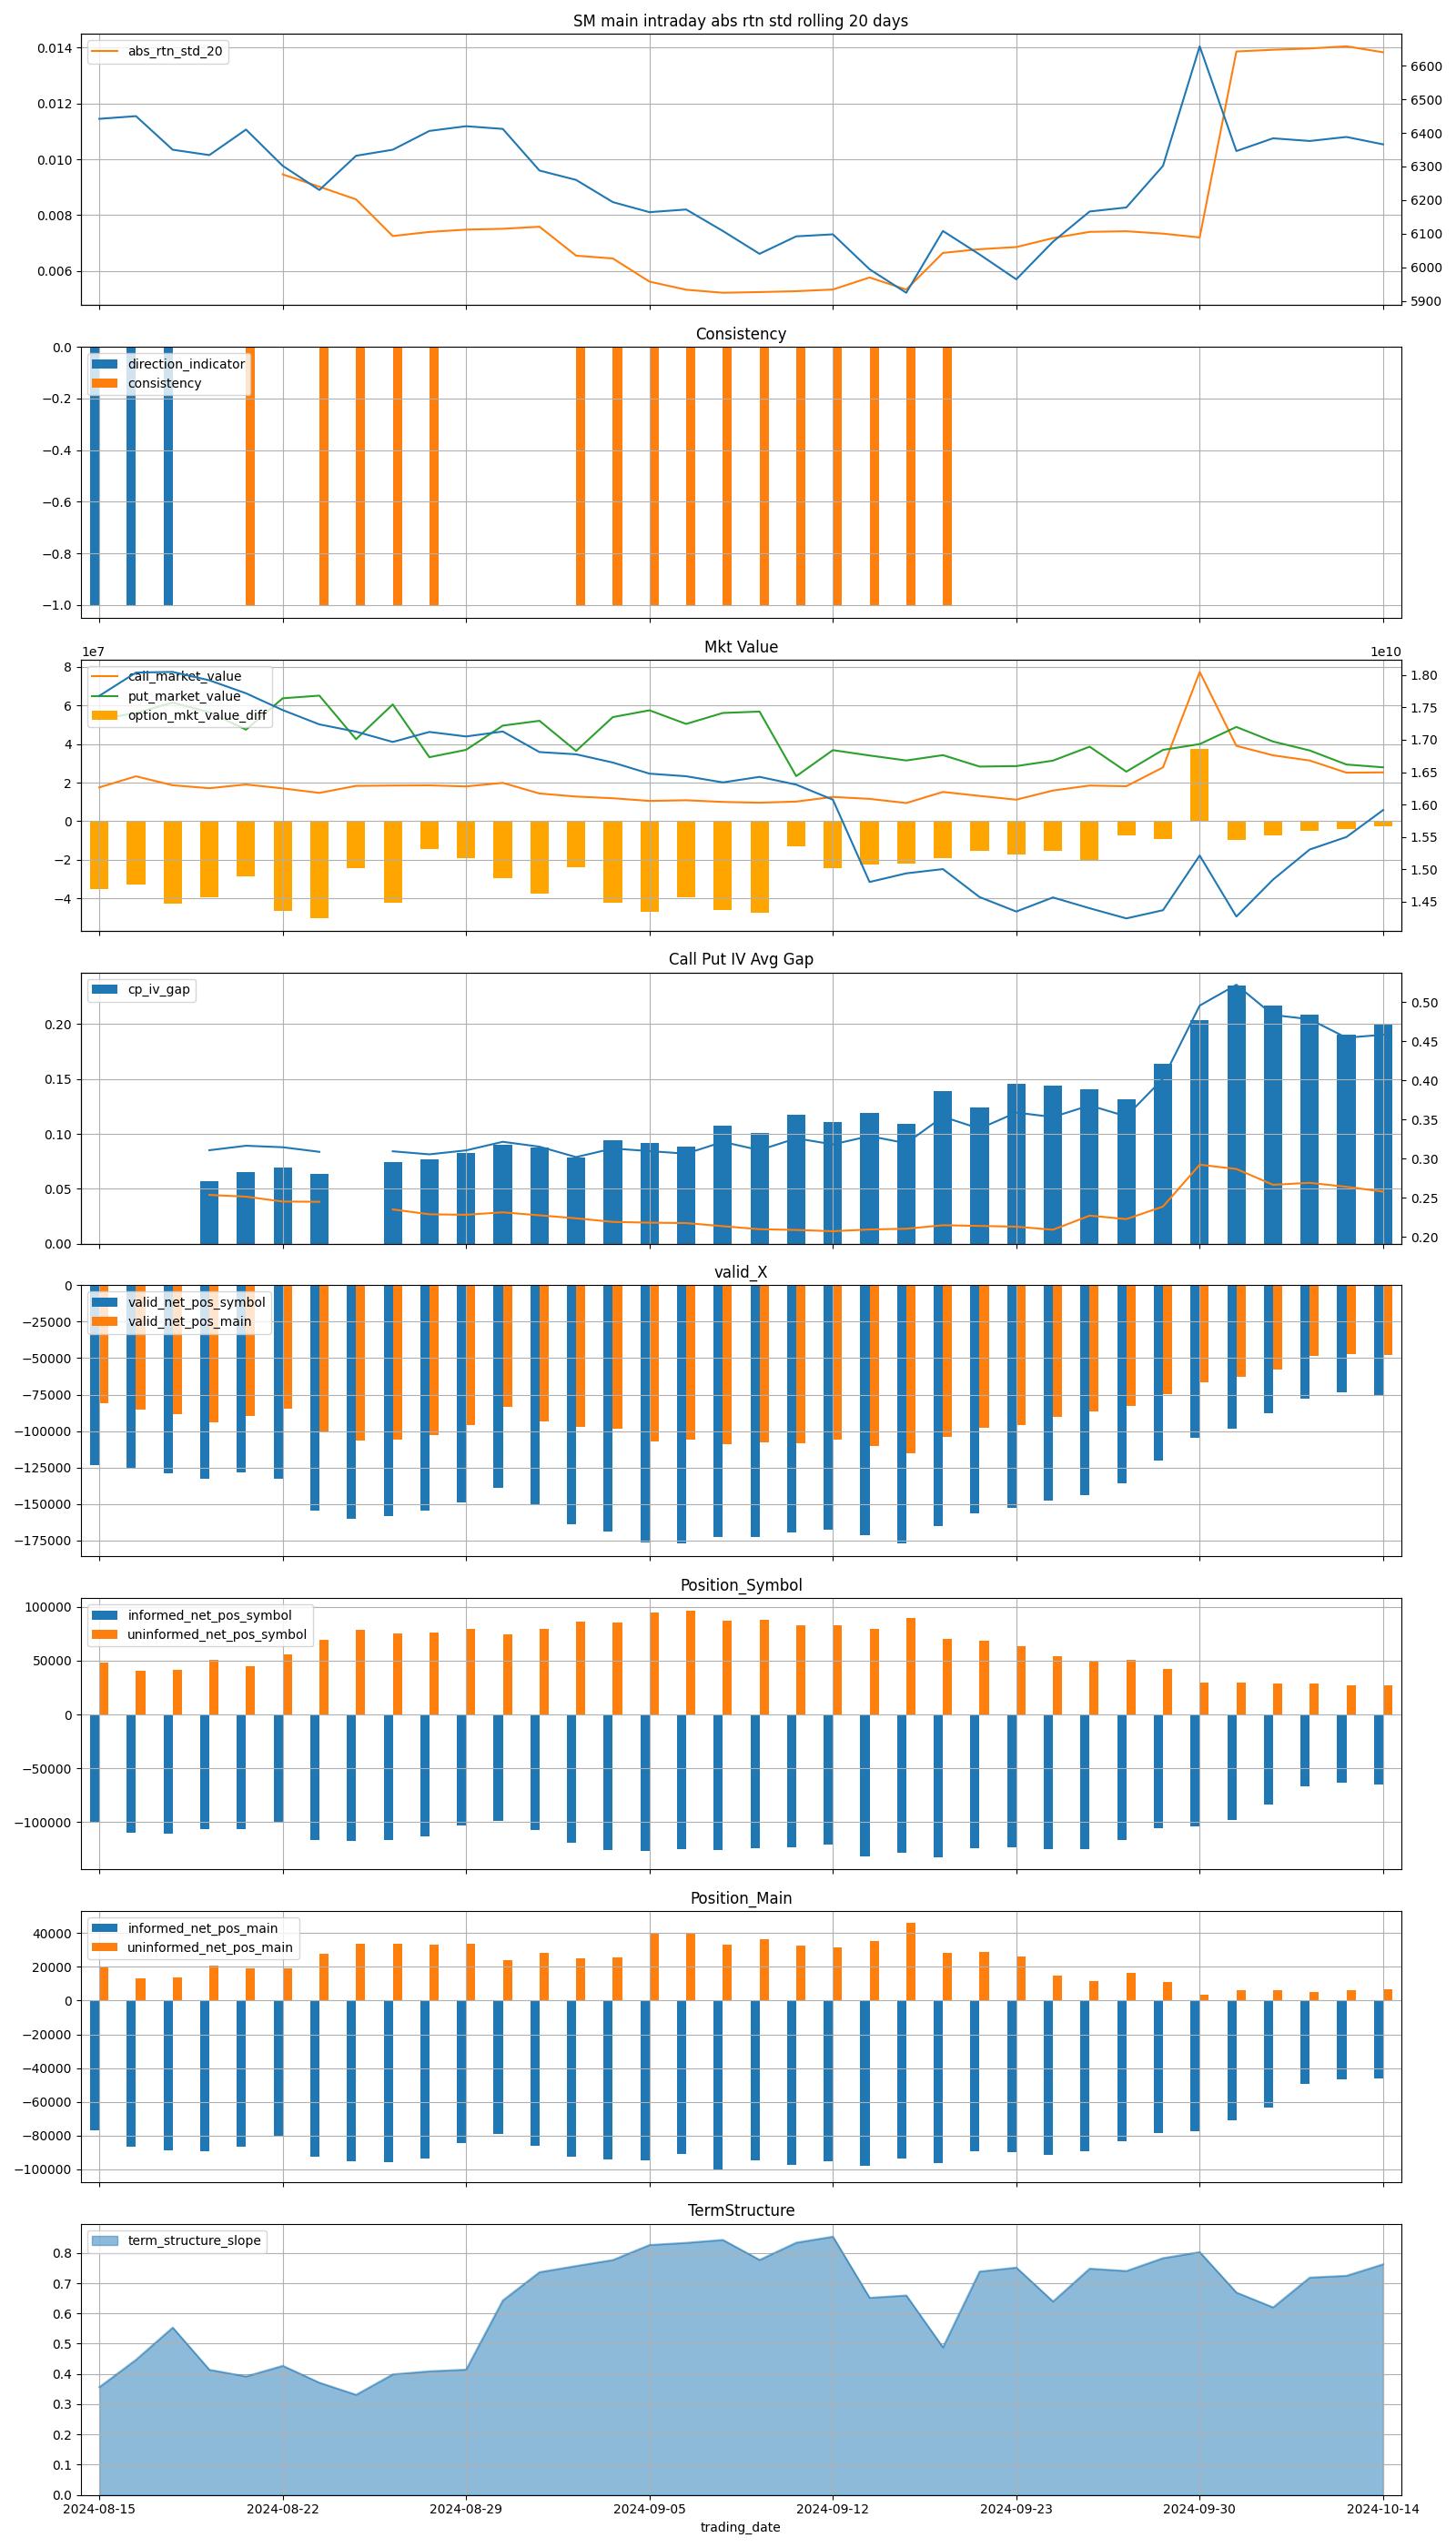 SM main intraday abs rtn std rolling 20 days
abs_rtn_std_20
0.014
0.012
0.010
0.008
0.006
6600
6500
6400
6300
6200
6100
6000
5900
Consistency
direction_indicator
consistency
0.0
−0.2
−0.4
−0.6
−0.8
−1.0
Mkt Value
1e7
1e10
call_market_value
put_market_value
option_mkt_value_diff
8
6
4
2
0
−2
−4
1.80
1.75
1.70
1.65
1.60
1.55
1.50
1.45
Call Put IV Avg Gap
cp_iv_gap
0.20
0.15
0.10
0.05
0.00
0.50
0.45
0.40
0.35
0.30
0.25
0.20
valid_X
valid_net_pos_symbol
valid_net_pos_main
0
−25000
−50000
−75000
−100000
−125000
−150000
−175000
Position_Symbol
informed_net_pos_symbol
uninformed_net_pos_symbol
100000
50000
0
−50000
−100000
Position_Main
informed_net_pos_main
uninformed_net_pos_main
40000
20000
0
−20000
−40000
−60000
−80000
−100000
TermStructure
term_structure_slope
0.8
0.7
0.6
0.5
0.4
0.3
0.2
0.1
0.0
2024-08-15 2024-08-22 2024-08-29 2024-09-05 2024-09-12 2024-09-23 2024-09-30 2024-10-14
trading_date